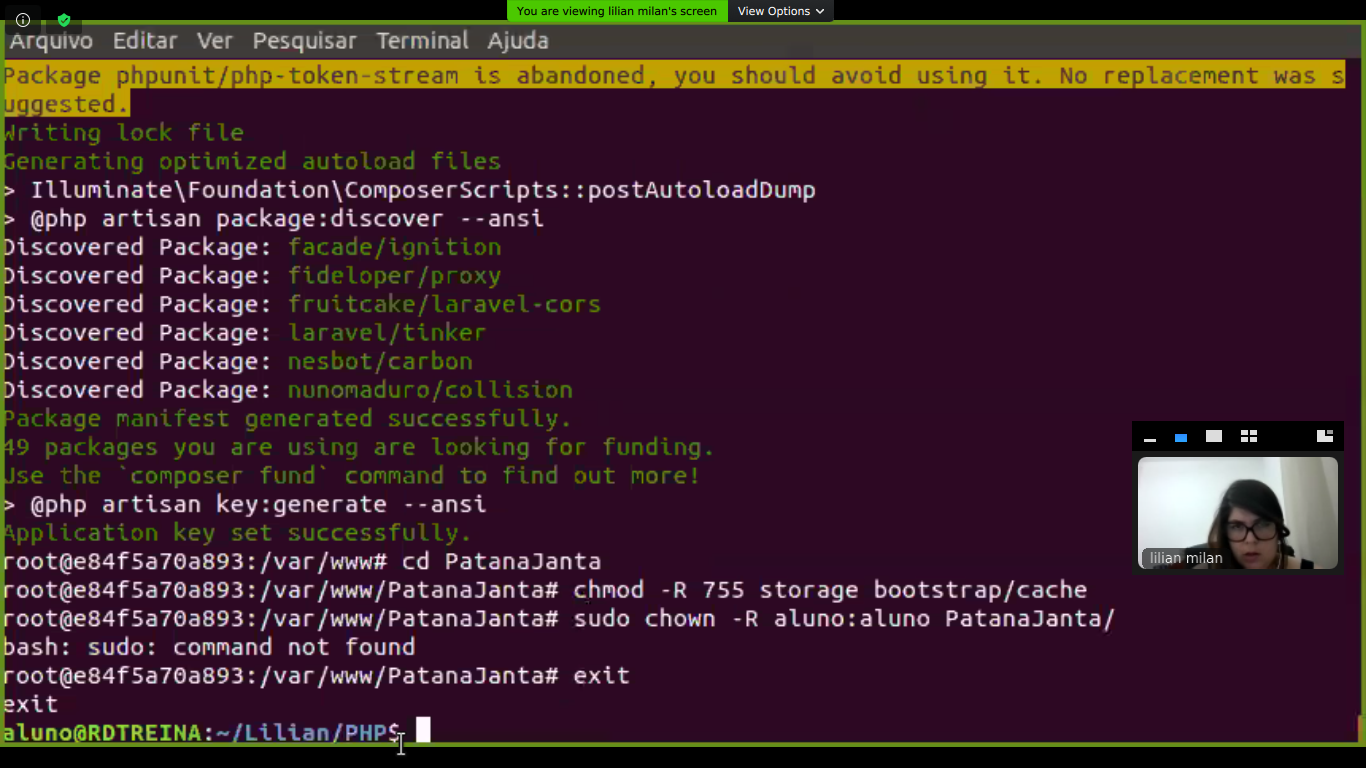 You are viewing lilian milan's screen
View Options
Arquivo Editar Ver Pesquisar Terminal Ajuda
Package phpunit/php-token-stream is abandoned, you should avoid using it. No replacement was s
uggested.
Writing lock file
Generating optimized autoload files
> Illuminate\Foundation\ComposerScripts::postAutoloadDump
> @php artisan package:discover --ansi
Discovered Package: facade/ignition
Discovered Package: fideloper/proxy
Discovered Package: fruitcake/laravel-cors
Discovered Package: laravel/tinker
Discovered Package: nesbot/carbon
Discovered Package: nunomaduro/collision
Package manifest generated successfully.
49 packages you are using are looking for funding.
Use the `composer fund` command to find out more!
> @php artisan key:generate --ansi
Application key set successfully.
root@e84f5a70a893:/var/www# cd PatanaJanta
root@e84f5a70a893:/var/www/PatanaJanta# chmod -R 755 storage bootstrap/cache
root@e84f5a70a893:/var/www/PatanaJanta# sudo chown -R aluno:aluno PatanaJanta/
bash: sudo: command not found
root@e84f5a70a893:/var/www/PatanaJanta# exit
exit
aluno@RDTREINA:~/Lilian/PHP$
lilian milan